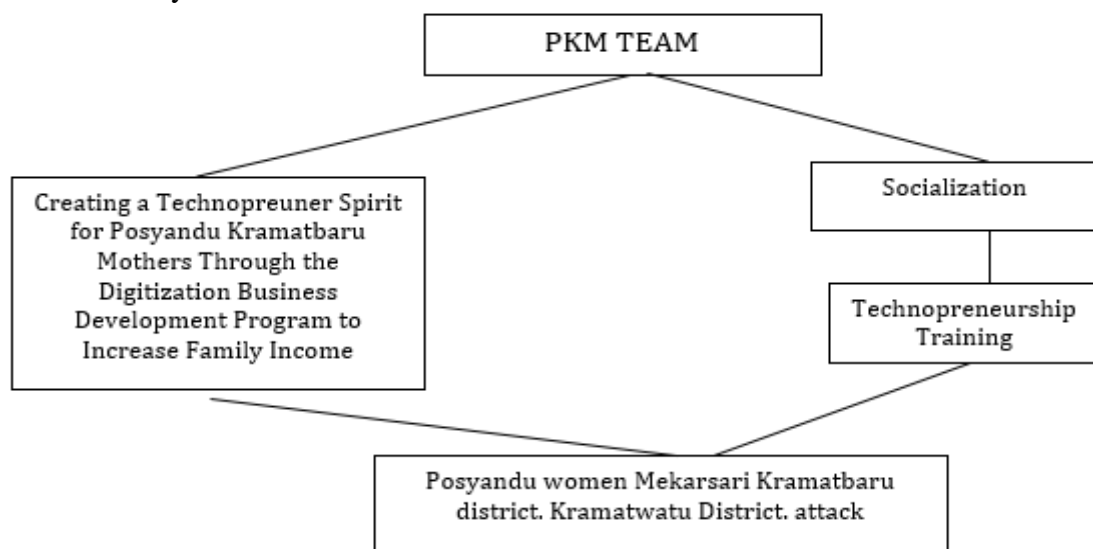 PKM TEAM
Creating a Technopreuner Spirit
for Posyandu Kramatbaru
Mothers Through the
Digitization Business
Development Program to
Increase Family Income
Socialization
Technopreneurship
Training
Posyandu women Mekarsari Kramatbaru
district. Kramatwatu District. attack